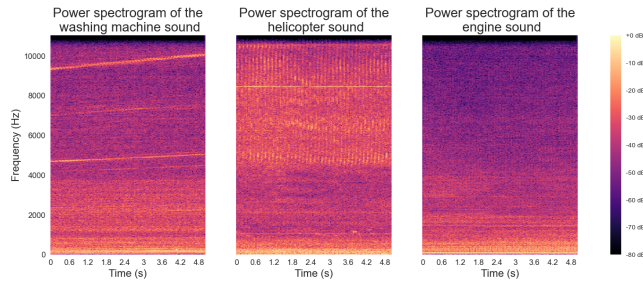 Power spectrogram of the
washing machine sound
Power spectrogram of the
helicopter sound
Power spectrogram of the
engine sound
Frequency (Hz)
10000
8000
6000
4000
2000
0
0 0.6 1.2 1.8 2.4 3 3.6 4.2 4.8
Time (s)
0 0.6 1.2 1.8 2.4 3 3.6 4.2 4.8
Time (s)
0 0.6 1.2 1.8 2.4 3 3.6 4.2 4.8
Time (s)
+0 dB
-10 dB
-20 dB
-30 dB
-40 dB
-50 dB
-60 dB
-70 dB
-80 dB